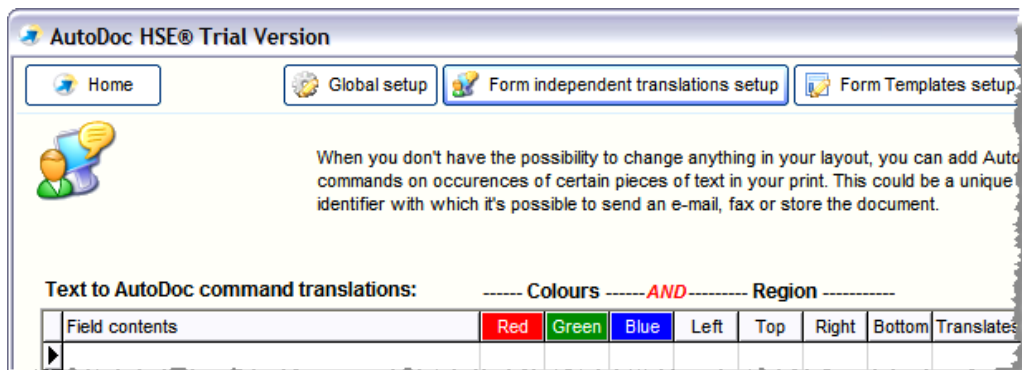 AutoDoc HSE® Trial Version
Home Global setup Form independent translations setup Form Templates setup
When you don't have the possibility to change anything in your layout, you can add Auto
commands on occurences of certain pieces of text in your print. This could be a unique
identifier with which it's possible to send an e-mail, fax or store the document.
Text to AutoDoc command translations: ------ Colours ------AND--------- Region -----------
Field contents Red Green Blue Left Top Right Bottom Translates